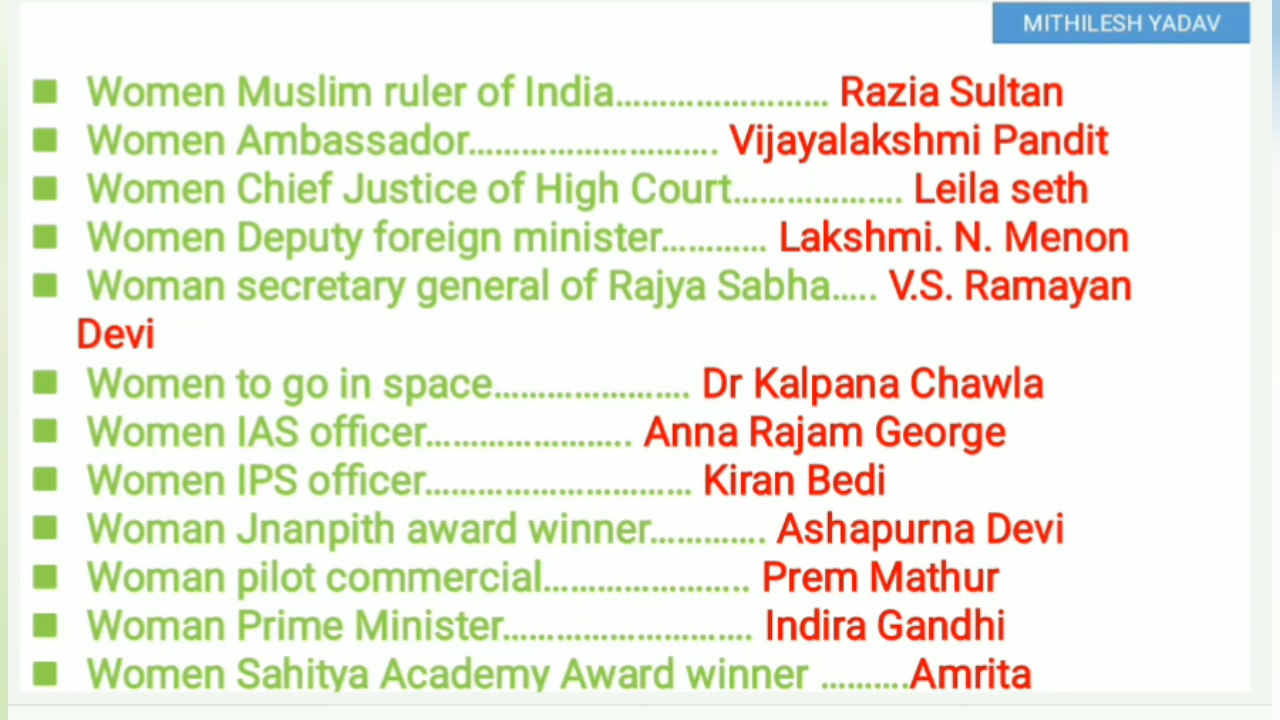 MITHILESH YADAV
■ Women Muslim ruler of India........................ Razia Sultan
■ Women Ambassador............................ Vijayalakshmi Pandit
■ Women Chief Justice of High Court................... Leila seth
■ Women Deputy foreign minister............ Lakshmi. N. Menon
■ Woman secretary general of Rajya Sabha..... V.S. Ramayan
Devi
■ Women to go in space...................... Dr Kalpana Chawla
■ Women IAS officer....................... Anna Rajam George
■ Women IPS officer.............................. Kiran Bedi
■ Woman Jnanpith award winner............. Ashapurna Devi
■ Woman pilot commercial....................... Prem Mathur
■ Woman Prime Minister............................ Indira Gandhi
■ Women Sahitya Academy Award winner ..........Amrita